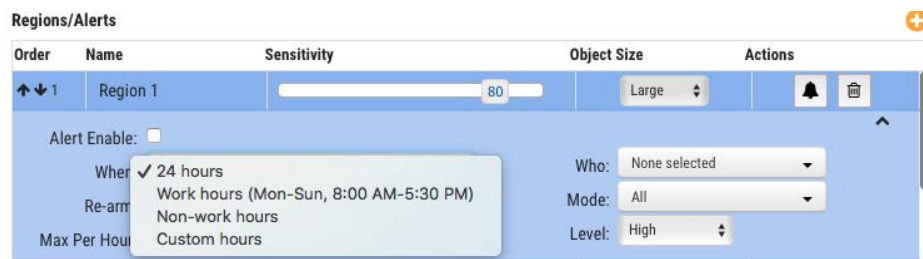 Regions/Alerts
Order Name Sensitivity Object Size Actions
1 Region 1 80 Large
Alert Enable:
When 24 hours Who: None selected
Work hours (Mon-Sun, 8:00 AM-5:30 PM)
Re-arm Non-work hours Mode: All
Max Per Hour Custom hours Level: High